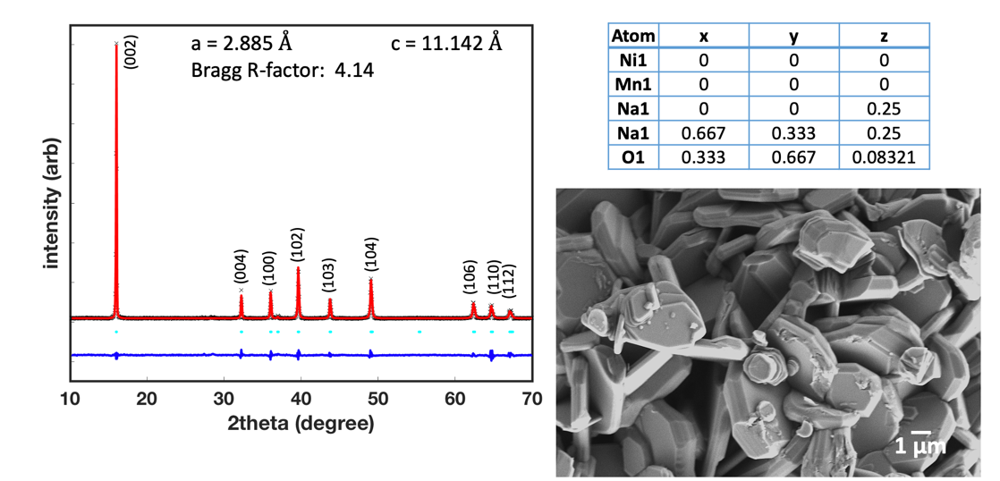 a = 2.885 Å
c = 11.142 Å
Bragg R-factor: 4.14
(002)
(004)
(100)
(102)
(103)
(104)
(106)
(110)
(112)
intensity (arb)
10 20 30 40 50 60 70
2theta (degree)
Atom x y z
Ni1 0 0 0
Mn1 0 0 0
Na1 0 0 0.25
Na1 0.667 0.333 0.25
O1 0.333 0.667 0.08321
1 μm